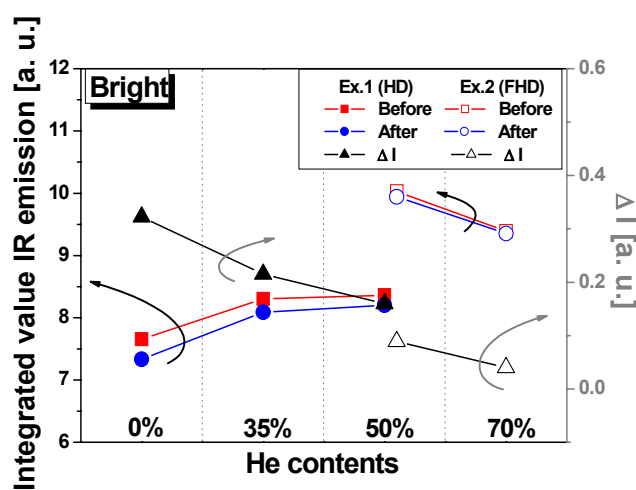 Bright
Ex.1 (HD) Ex.2 (FHD)
Before Before
After After
Δ I Δ I
Integrated value IR emission [a. u.]
12
11
10
9
8
7
6
0.6
0.4
0.2
0.0
Δ I [a. u.]
0% 35% 50% 70%
He contents